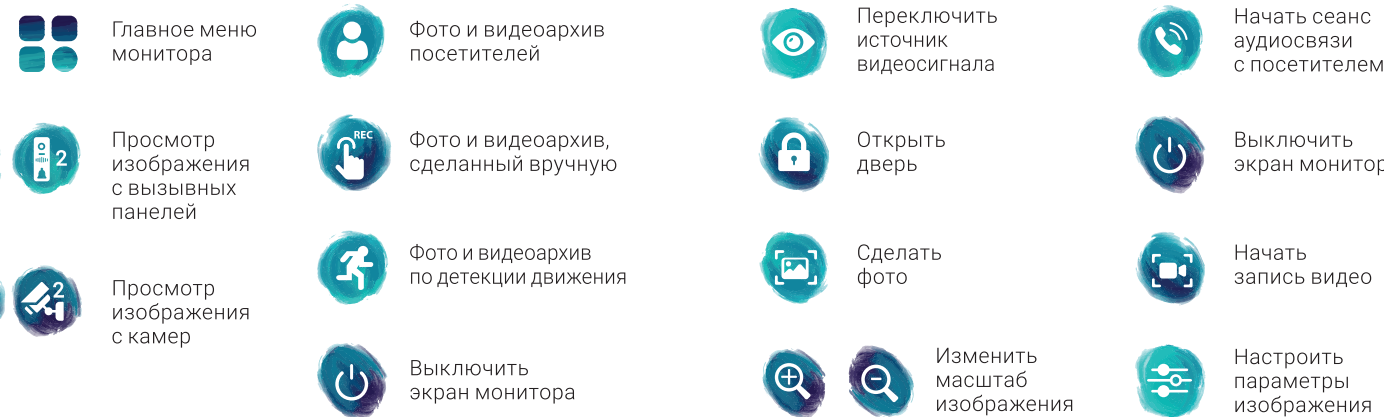 Главное меню
монитора
2
Просмотр
изображения
с вызывных
панелей
2
Просмотр
изображения
с камер
Фото и видеоархив
посетителей
REC
Фото и видеоархив,
сделанный вручную
Фото и видеоархив
по детекции движения
Выключить
экран монитора
Переключить
источник
видеосигнала
Открыть
дверь
Сделать
фото
Изменить
масштаб
изображения
Начать сеанс
аудиосвязи
с посетителем
Выключить
экран монитор
Начать
запись видео
Настроить
параметры
изображения